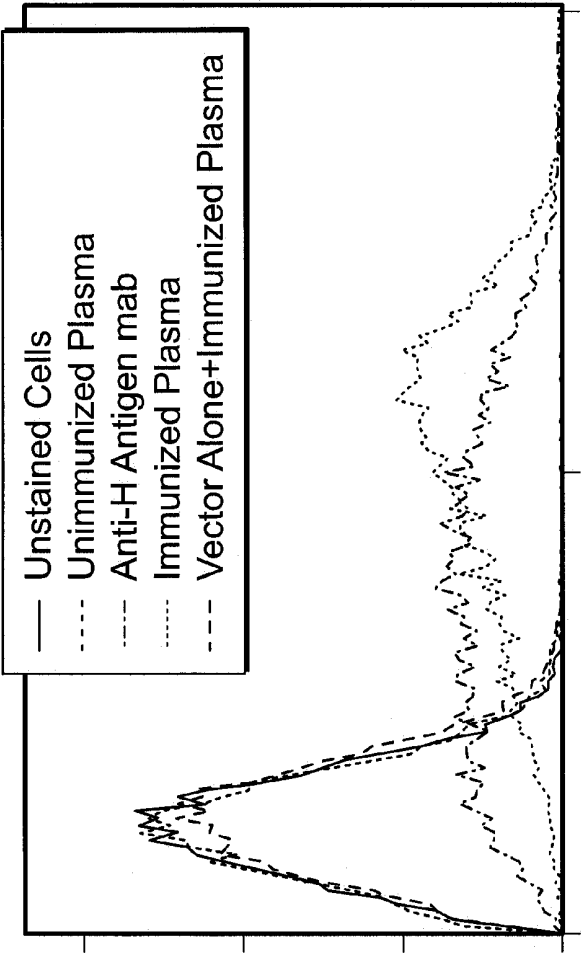 Unstained Cells
Unimmunized Plasma
Anti-H Antigen mab
Immunized Plasma
Vector Alone+Immunized Plasma